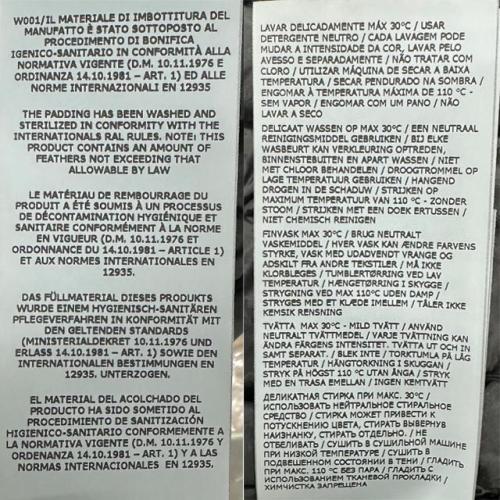 W001/IL MATERIALE DI IMBOTTITURA DEL
MANUFATTO È STATO SOTTOPOSTO AL
PROCEDIMENTO DI BONIFICA
IGENICO-SANITARIO IN CONFORMITÀ ALLA
NORMATIVA VIGENTE (D.M. 10.11.1976 E
ORDINANZA 14.10.1981 – ART. 1) ED ALLE
NORME INTERNAZIONALI EN 12935
THE PADDING HAS BEEN WASHED AND
STERILIZED IN CONFORMITY WITH THE
INTERNATIONALS RAL RULES. NOTE: THIS
PRODUCT CONTAINS AN AMOUNT OF
FEATHERS NOT EXCEEDING THAT
ALLOWABLE BY LAW
LE MATÉRIAU DE REMBOURRAGE DU
PRODUIT A ÉTÉ SOUMIS À UN PROCESSUS
DE DÉCONTAMINATION HYGIÉNIQUE ET
SANITAIRE CONFORMÉMENT À LA NORME
EN VIGUEUR (D.M. 10.11.1976 ET
ORDONNANCE DU 14.10.1981 – ARTICLE 1)
ET AUX NORMES INTERNATIONALES EN
12935.
DAS FÜLLMATERIAL DIESES PRODUKTS
WURDE EINEM HYGIENISCH-SANITÄREN
PFLEGEVERFAHREN IN KONFORMITÄT MIT
DEN GELTENDEN STANDARDS
(MINISTERIALDEKRET 10.11.1976 UND
ERLASS 14.10.1981 – ART. 1) SOWIE DEN
INTERNATIONALEN BESTIMMUNGEN EN
12935. UNTERZOGEN.
EL MATERIAL DEL ACOLCHADO DEL
PRODUCTO HA SIDO SOMETIDO AL
PROCEDIMIENTO DE SANITIZACIÓN
HIGIENICO-SANITARIO CONFORMEMENTE A
LA NORMATIVA VIGENTE (D.M. 10.11.1976 Y
ORDENANZA 14.10.1981 – ART. 1) Y A LAS
NORMAS INTERNACIONALES EN 12935.
LAVAR DELICADAMENTE MÁX 30°C / USAR
DETERGENTE NEUTRO / CADA LAVAGEM PODE
MUDAR A INTENSIDADE DA COR, LAVAR PELO
AVESSO E SEPARADAMENTE / NÃO TRATAR COM
CLORO / UTILIZAR MÁQUINA DE SECAR A BAIXA
TEMPERATURA / SECAR PENDURADO NA SOMBRA /
ENGOMAR À TEMPERATURA MÁXIMA DE 110 °C -
SEM VAPOR / ENGOMAR COM UM PANO / NÃO
LAVAR A SECO
DELICAAT WASSEN OP MAX 30°C / EEN NEUTRAAL
REINIGINGSMIDDEL GEBRUIKEN / BIJ ELKE
WASBEURT KAN VERKLEURING OPTREDEN,
BINNENSTEBUITEN EN APART WASSEN / NIET
MET CHLOOR BEHANDELEN / DROOGTROMMEL OP
LAGE TEMPERATUUR GEBRUIKEN / HANGEND
DROGEN IN DE SCHADUW / STRIJKEN OP
MAXIMUM TEMPERATUUR VAN 110 °C - ZONDER
STOOM / STRIJKEN MET EEN DOEK ERTUSSEN /
NIET CHEMISCH REINIGEN
FINVASK MAX 30°C / BRUG NEUTRALT
VASKEMIDDEL / HVER VASK KAN ÆNDRE FARVENS
STYRKE, VASK MED UDADVENDT VRANGE OG
ADSKILT FRA ANDRE TEKSTILER / MÅ IKKE
KLORBLEGES / TUMBLERTØRRING VED LAV
TEMPERATUR / HÆNGETØRRING I SKYGGE /
STRYGNING VED MAX 110°C UDEN DAMP /
STRYGES MED ET KLÆDE IMELLEM / TÅLER IKKE
KEMSIK RENSNING
TVÄTTA MAX 30°C - MILD TVÄTT / ANVÄND
NEUTRALT TVÄTTMEDEL / VARJE TVÄTTNING KAN
ÄNDRA FÄRGENS INTENSITET. TVÄTTA UT OCH IN
SAMT SEPARAT. / BLEK INTE / TORKTUMLA PÅ LÅG
TEMPERATUR / HÄNGTORKNING I SKUGGAN /
STRYK PÅ HÖGST 110 °C UTAN ÅNGA / STRYK
MED EN TRASA EMELLAN / INGEN KEMTVÄTT
ДЕЛИКАТНАЯ СТИРКА ПРИ МАКС. 30°C /
ИСПОЛЬЗОВАТЬ НЕЙТРАЛЬНОЕ СТИРАЛЬНОЕ
СРЕДСТВО / СТИРКА МОЖЕТ ПРИВЕСТИ К
ПОТУСКНЕНИЮ ЦВЕТА, СТИРАТЬ ВЫВЕРНУВ
НАИЗНАНКУ, СТИРАТЬ ОТДЕЛЬНО. / НЕ
ОТБЕЛИВАТЬ / СУШИТЬ В СУШИЛЬНОЙ МАШИНЕ
ПРИ НИЗКОЙ ТЕМПЕРАТУРЕ / СУШИТЬ В
ПОДВЕШЕННОМ СОСТОЯНИИ В ТЕНИ / ГЛАДИТЬ
ПРИ МАКС. 110 °C БЕЗ ПАРА / ГЛАДИТЬ С
ИСПОЛЬЗОВАНИЕМ ТКАНЕВОЙ ПРОКЛАДКИ /
ХИМЧИСТКА ЗАПРЕЩЕНА